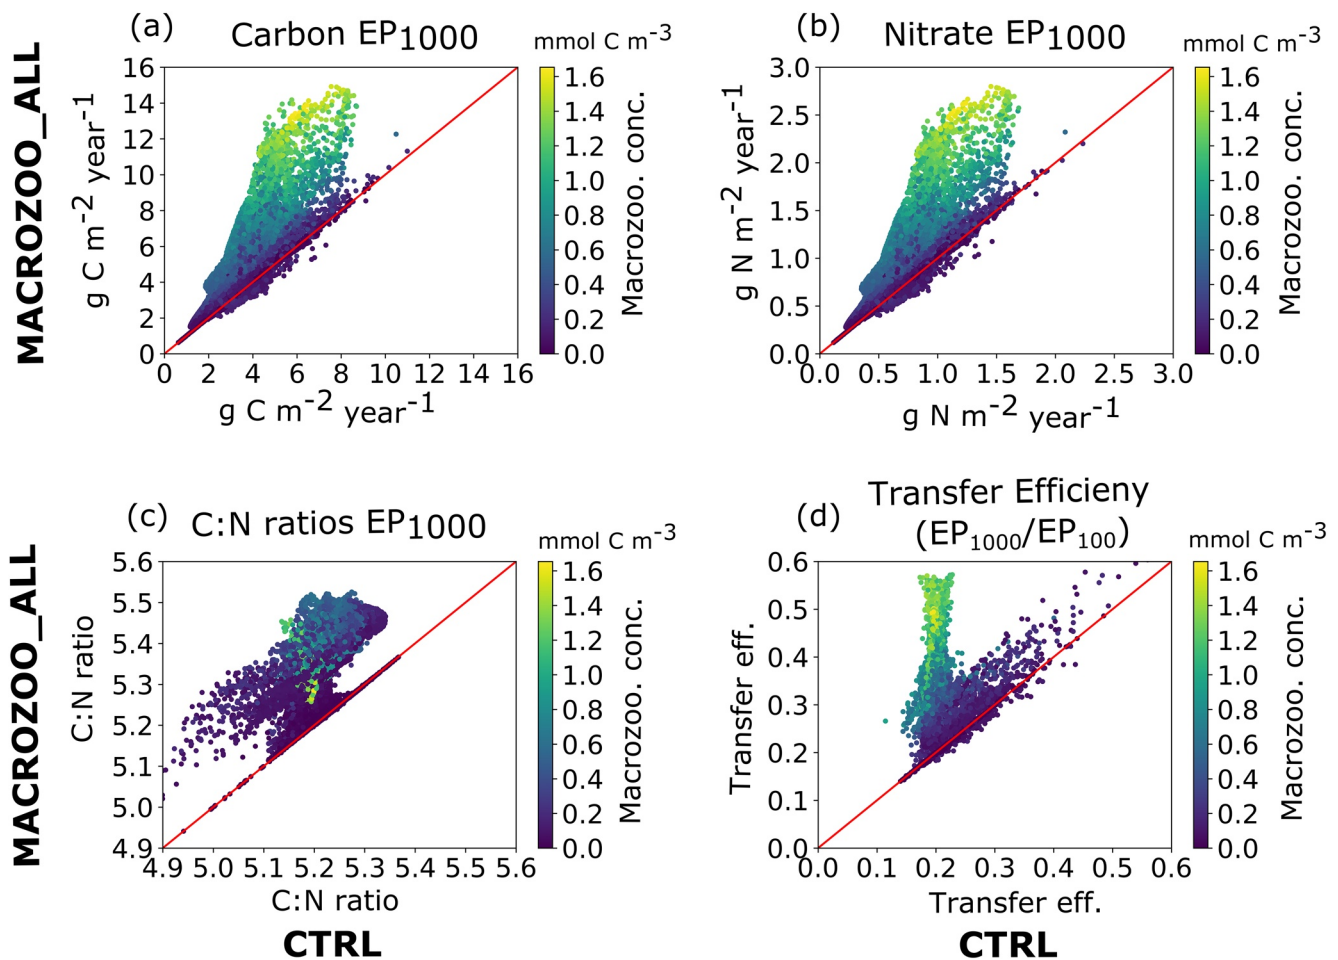 (a)
Carbon EP1000
mmol C m-3
MACROZOO_ALL
g C m-2 year-1
16
14
12
10
8
6
4
2
0
0 2 4 6 8 10 12 14 16
g C m-2 year-1
1.6
1.4
1.2
1.0
0.8
0.6
0.4
0.2
0.0
Macrozoo. conc.
(b)
Nitrate EP1000
mmol C m-3
g N m-2 year-1
3.0
2.5
2.0
1.5
1.0
0.5
0.0
0.0 0.5 1.0 1.5 2.0 2.5 3.0
g N m-2 year-1
1.6
1.4
1.2
1.0
0.8
0.6
0.4
0.2
0.0
Macrozoo. conc.
(c)
C:N ratios EP1000
mmol C m-3
MACROZOO_ALL
C:N ratio
5.6
5.5
5.4
5.3
5.2
5.1
5.0
4.9
4.9 5.0 5.1 5.2 5.3 5.4 5.5 5.6
C:N ratio
CTRL
1.6
1.4
1.2
1.0
0.8
0.6
0.4
0.2
0.0
Macrozoo. conc.
(d)
Transfer Efficieny
(EP1000/EP100)
mmol C m-3
Transfer eff.
0.6
0.5
0.4
0.3
0.2
0.1
0.0
0.0 0.1 0.2 0.3 0.4 0.5 0.6
Transfer eff.
CTRL
1.6
1.4
1.2
1.0
0.8
0.6
0.4
0.2
0.0
Macrozoo. conc.